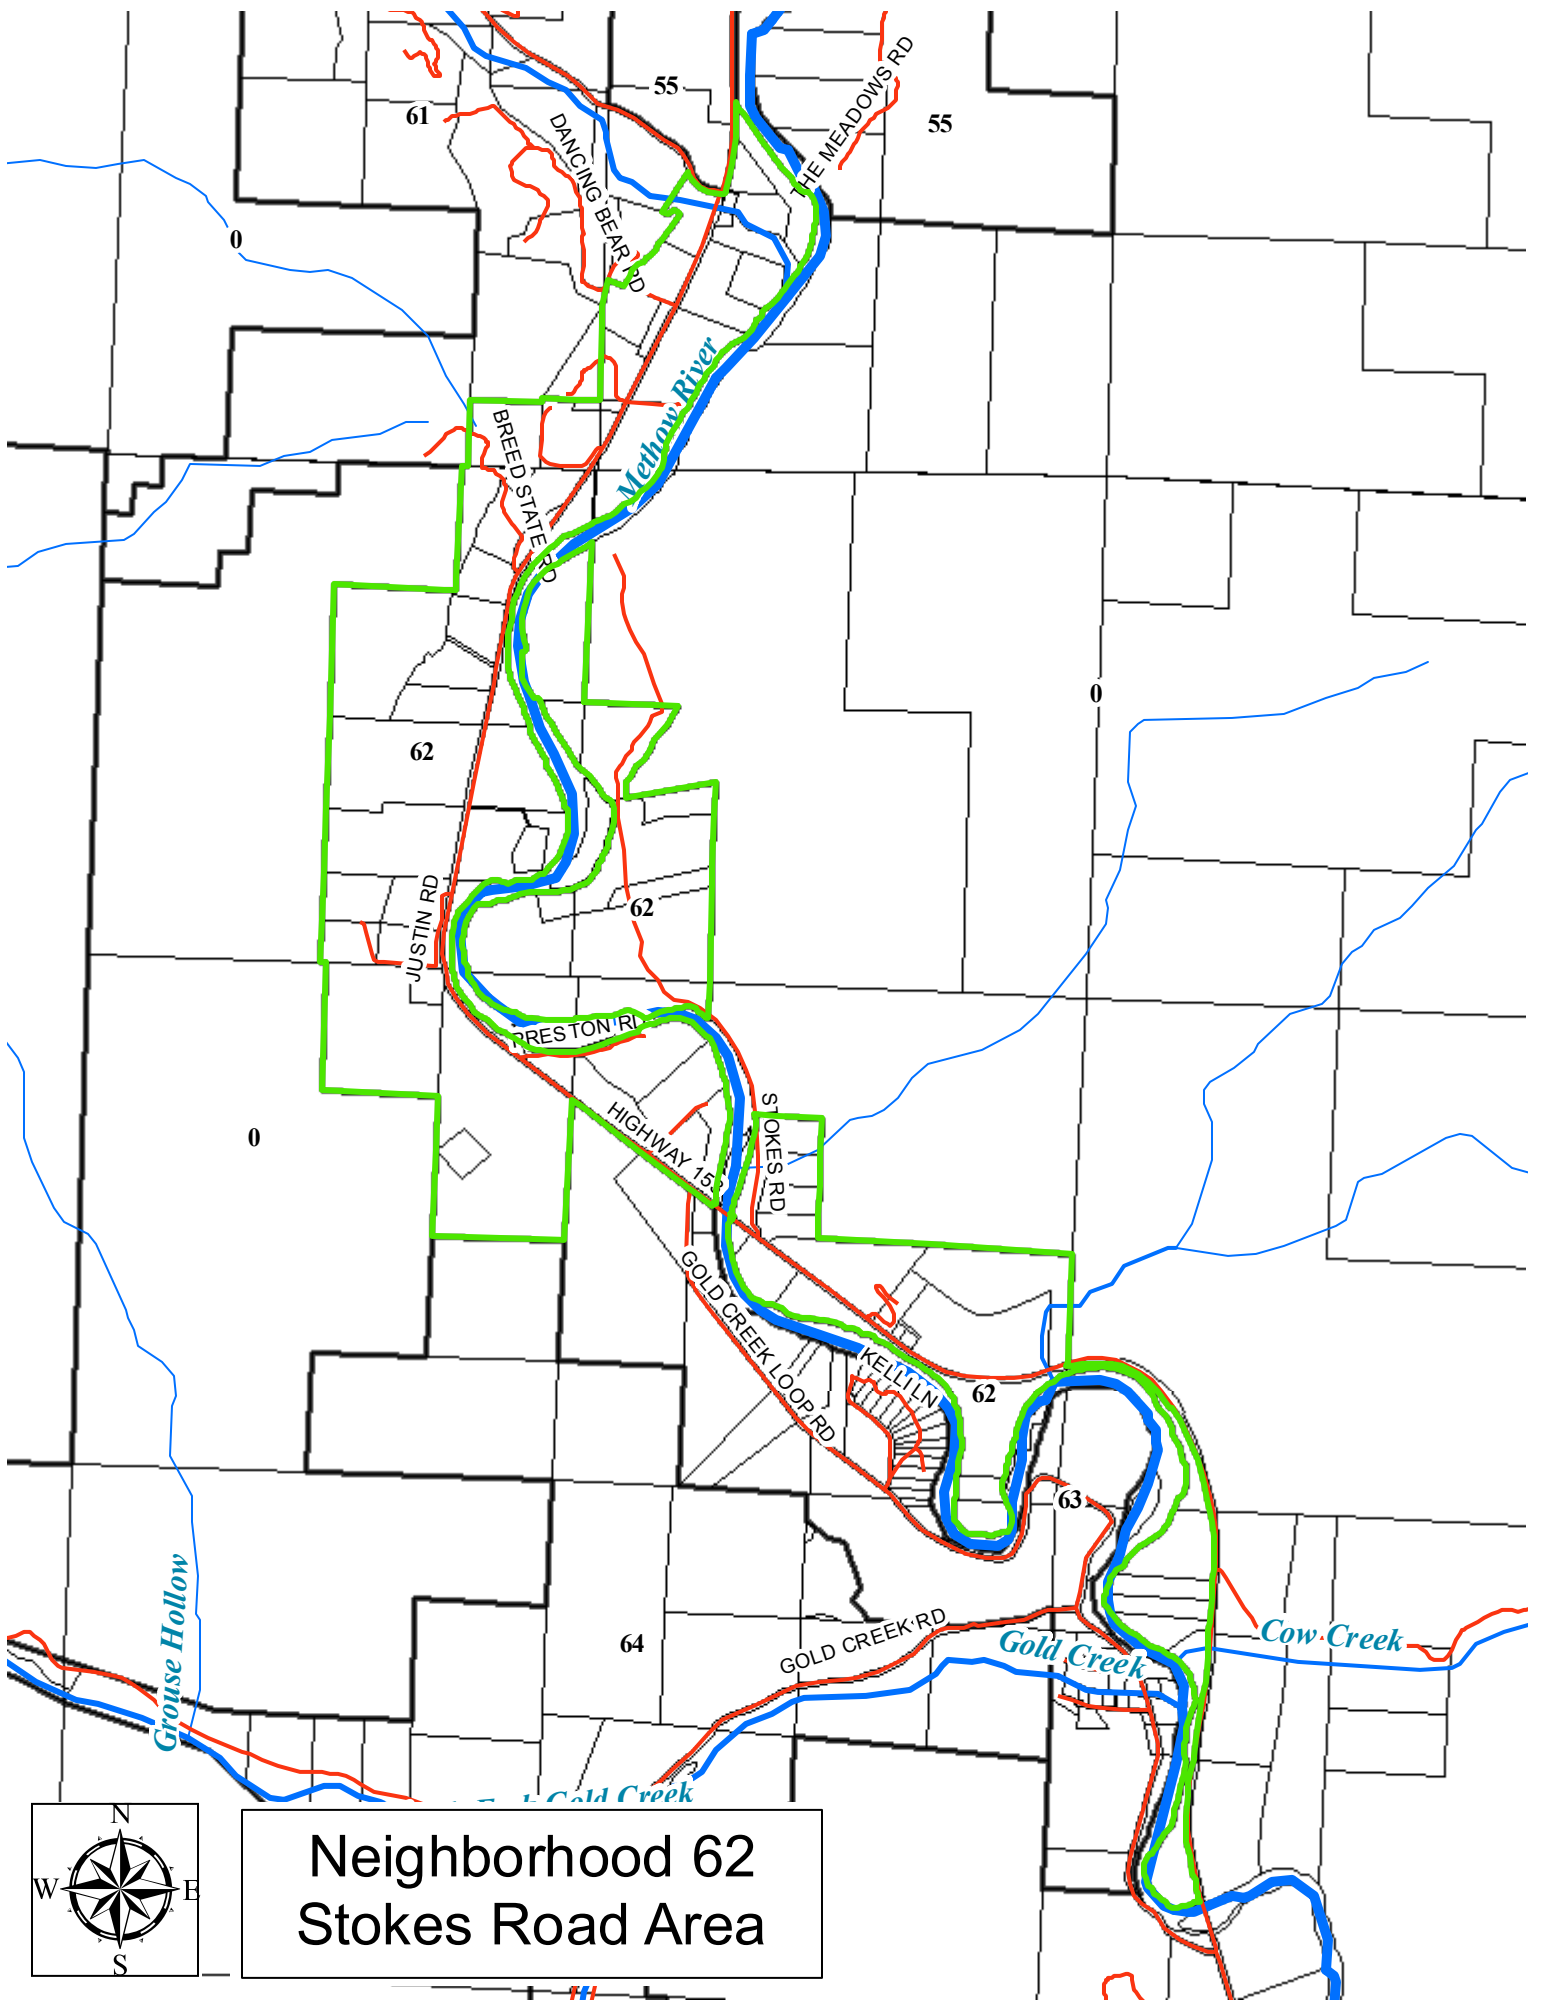 55
THE MEADOWS RD
61
55
DANCING BEAR RD
0
Methow River
BREED STATE RD
0
62
JUSTIN RD
62
PRESTON
HIGHWAY 153
STOKES RD
0
GOLD CREEK LOOP RD
KELLI LN
62
63
Grouse Hollow
64
GOLD CREEK RD
Gold Creek
Cow Creek
Gold Creek
N
W
E
S
Neighborhood 62
Stokes Road Area